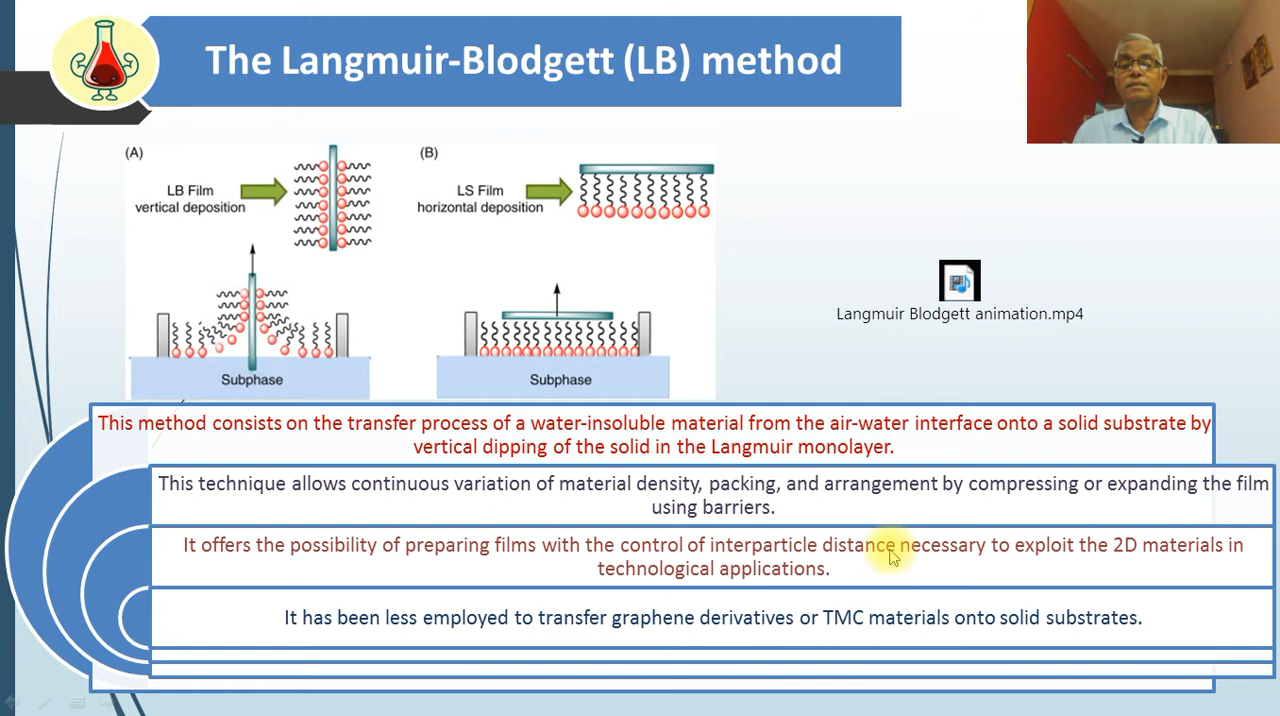 The Langmuir-Blodgett (LB) method
(A)
LB Film
vertical deposition
Subphase
(B)
LS Film
horizontal deposition
Subphase
Langmuir Blodgett animation.mp4
This method consists on the transfer process of a water-insoluble material from the air-water interface onto a solid substrate by
vertical dipping of the solid in the Langmuir monolayer.
This technique allows continuous variation of material density, packing, and arrangement by compressing or expanding the film
using barriers.
It offers the possibility of preparing films with the control of interparticle distance necessary to exploit the 2D materials in
technological applications.
It has been less employed to transfer graphene derivatives or TMC materials onto solid substrates.